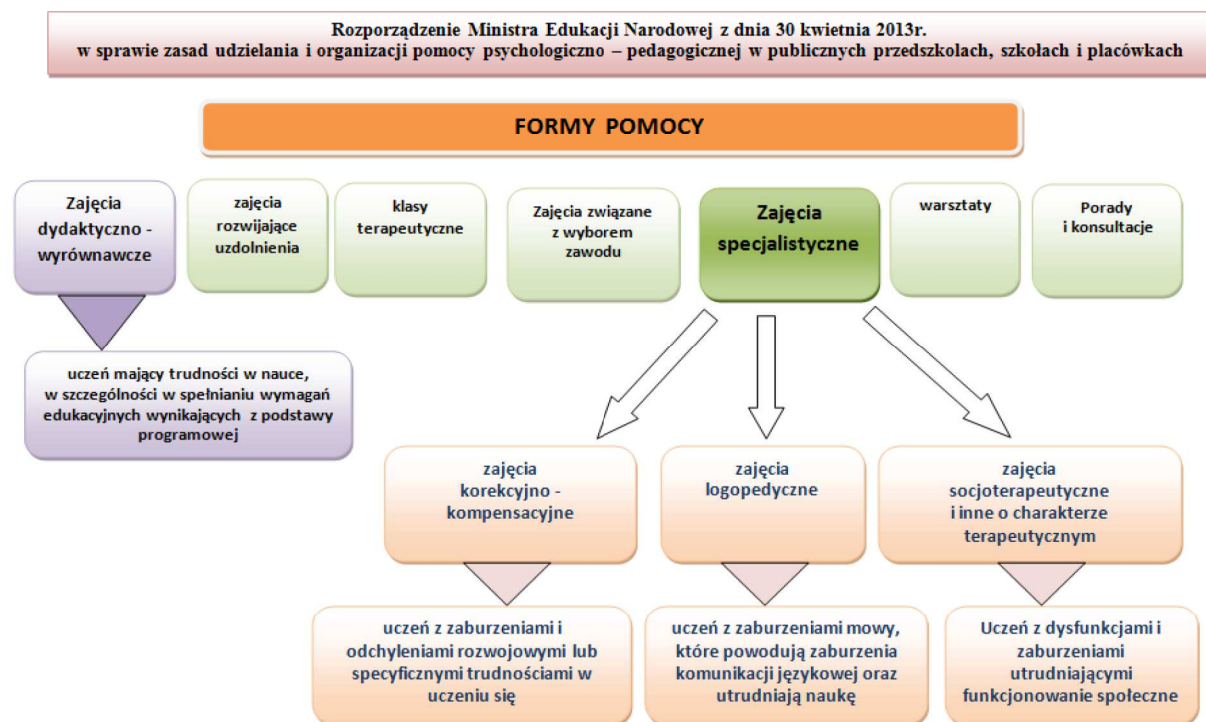 Rozporządzenie Ministra Edukacji Narodowej z dnia 30 kwietnia 2013r.
w sprawie zasad udzielania i organizacji pomocy psychologiczno – pedagogicznej w publicznych przedszkolach, szkołach i placówkach
FORMY POMOCY
Zajęcia
dydaktyczno -
wyrównawcze
zajęcia
rozwijające
uzdolnienia
klasy
terapeutyczne
Zajęcia związane
z wyborem
zawodu
Zajęcia
specjalistyczne
warsztaty
Porady
i konsultacje
uczeń mający trudności w nauce,
w szczególności w spełnianiu wymagań
edukacyjnych wynikających z podstawy
programowej
zajęcia
korekcyjno -
kompensacyjne
zajęcia
logopedyczne
zajęcia
socjoterapeutyczne
i inne o charakterze
terapeutycznym
uczeń z zaburzeniami i
odchyleniami rozwojowymi lub
specyficznymi trudnościami w
uczeniu się
uczeń z zaburzeniami mowy,
które powodują zaburzenia
komunikacji językowej oraz
utrudniają naukę
Uczeń z dysfunkcjami i
zaburzeniami
utrudniającymi
funkcjonowanie społeczne